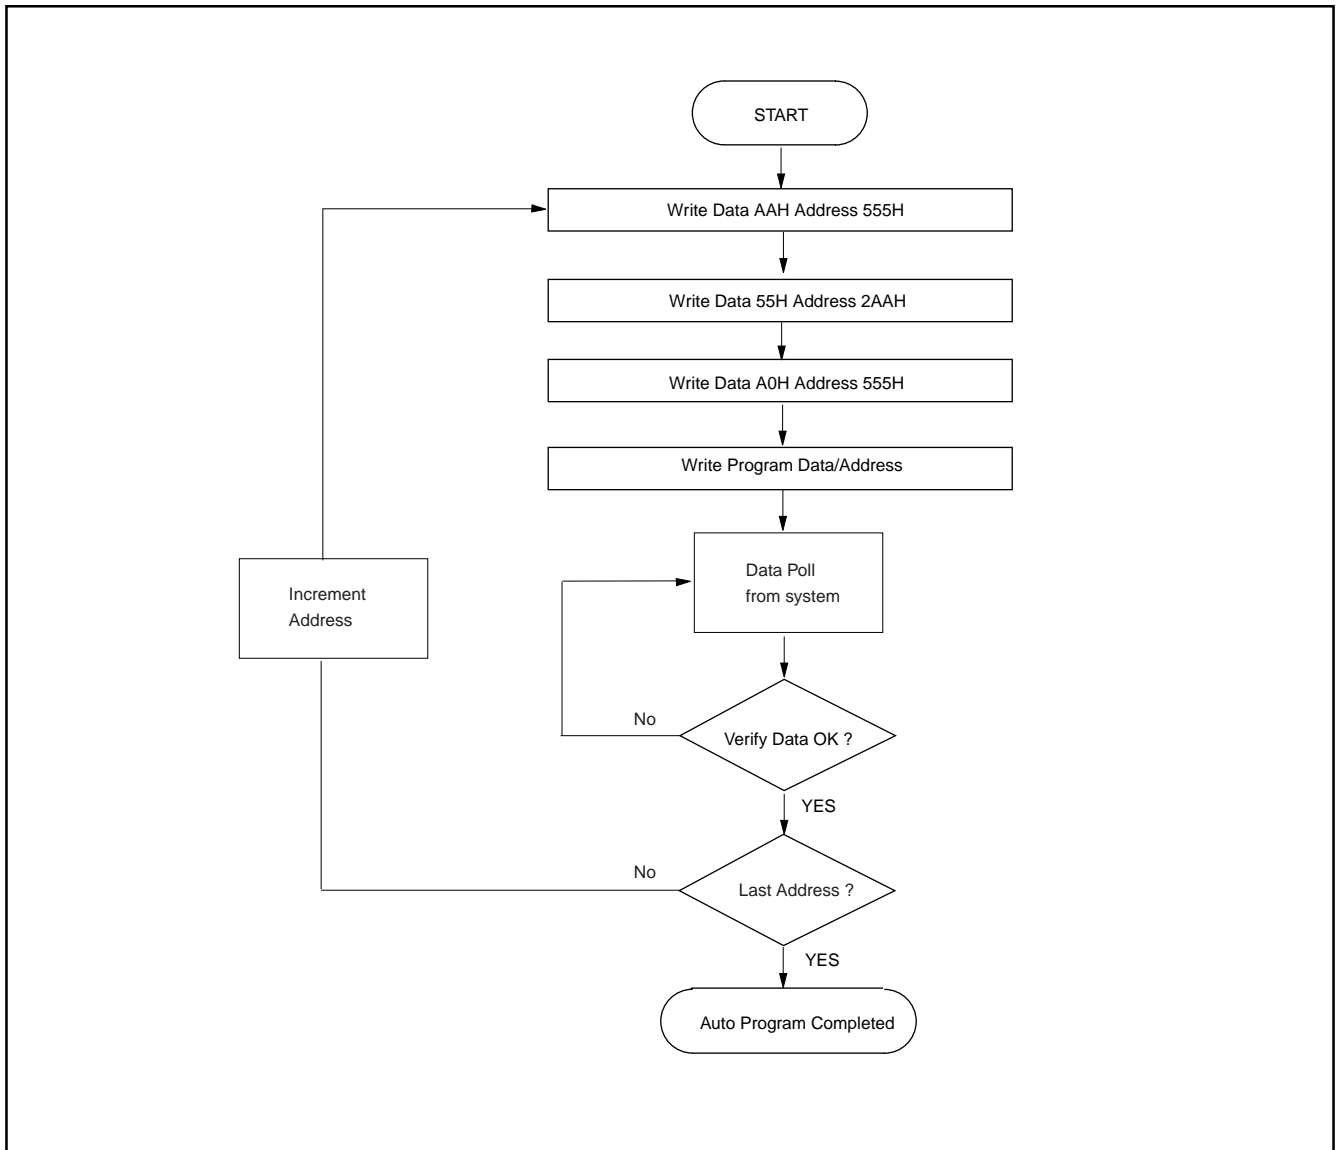 START
Write Data AAH Address 555H
Write Data 55H Address 2AAH
Write Data A0H Address 555H
Write Program Data/Address
Data Poll
from system
Increment
Address
No
Verify Data OK ?
YES
No
Last Address ?
YES
Auto Program Completed